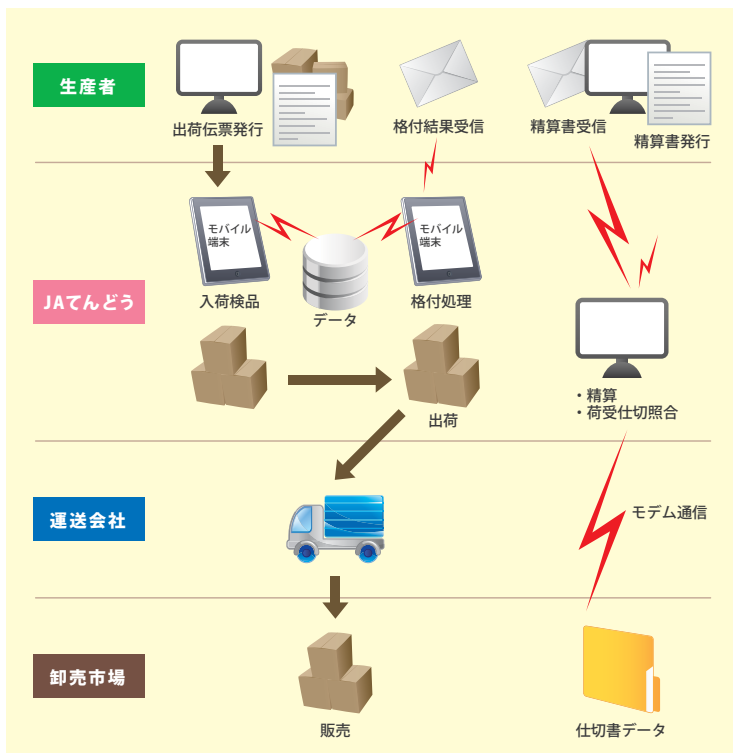 生産者
出荷伝票発行
格付結果受信
精算書受信
精算書発行
JAてんどう
モバイル
端末
モバイル
端末
入荷検品
データ
格付処理
出荷
・精算
・荷受仕切照合
運送会社
モデム通信
卸売市場
販売
仕切書データ